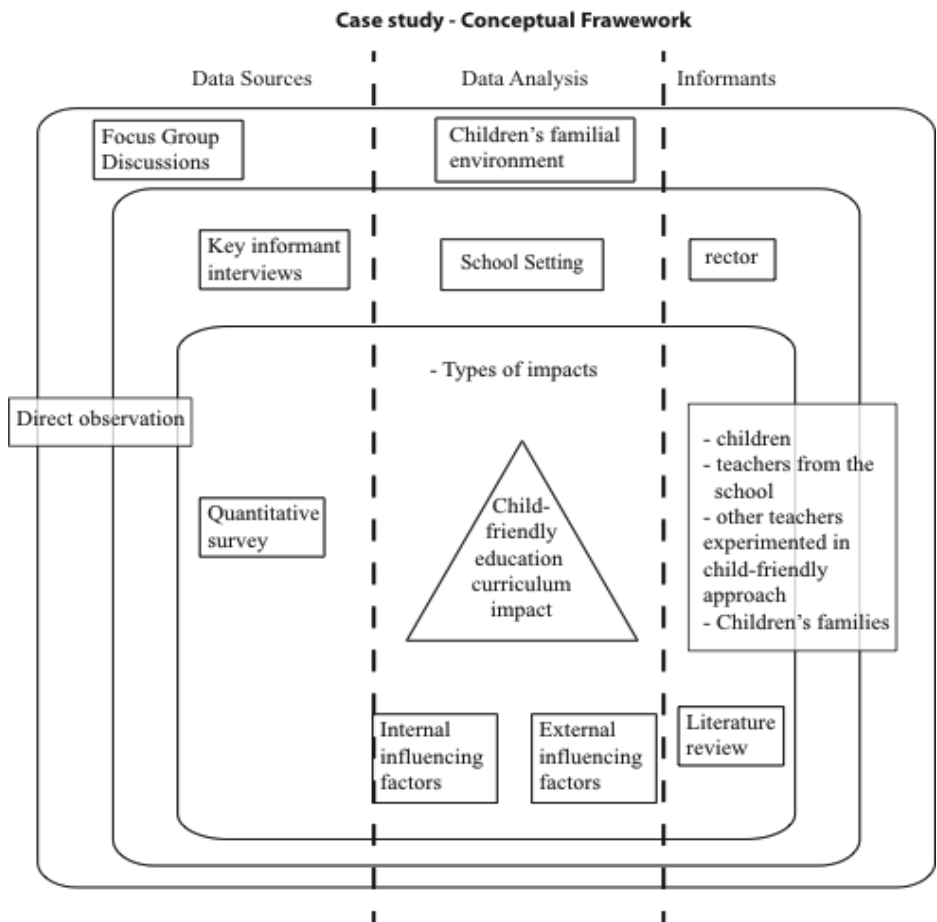 Case study - Conceptual Frawework
Data Sources
Data Analysis
Informants
Focus Group
Discussions
Children's familial
environment
Key informant
interviews
School Setting
rector
- Types of impacts
Direct observation
- children
- teachers from the
school
- other teachers
experimented in
child-friendly
approach
- Children's families
Quantitative
survey
Child-
friendly
education
curriculum
impact
Internal
influencing
factors
External
influencing
factors
Literature
review